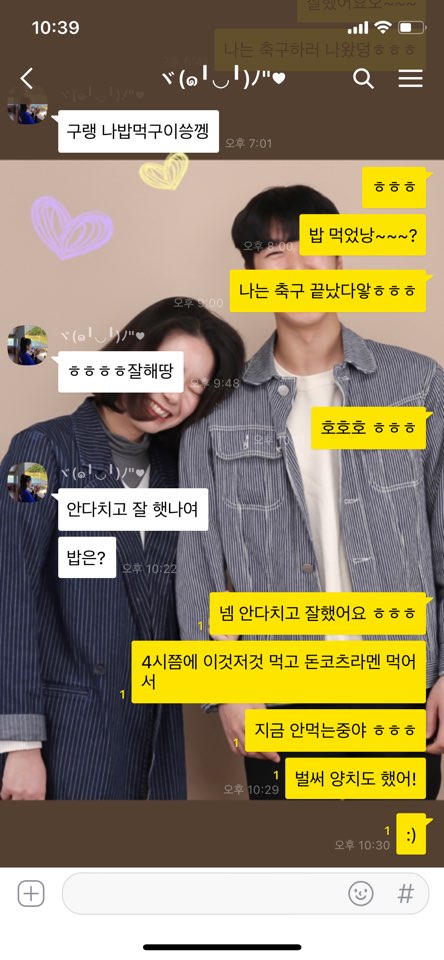 10:39
잘했어요오~~~
나는 축구하러 나왔덩ㅎㅎㅎ
ヾ(๑╹◡╹)ﾉ"♥
구랭 나밥먹구이씅껭
오후 7:01
ㅎㅎㅎ
밥 먹었낭~~~?
오후 8:00
나는 축구 끝났다앟ㅎㅎㅎ
오후 9:00
ヾ(๑╹◡╹)ﾉ"♥
ㅎㅎㅎㅎ잘해땅
오후 9:48
호호호 ㅎㅎㅎ
ヾ(๑╹◡╹)ﾉ"♥
안다치고 잘 햇나여
밥은?
오후 10:22
넴 안다치고 잘했어요 ㅎㅎㅎ
1
4시쯤에 이것저것 먹고 돈코츠라멘 먹어
서
1
지금 안먹는중야 ㅎㅎㅎ
1
벌써 양치도 했어!
1
오후 10:29
:)
1
오후 10:30
#